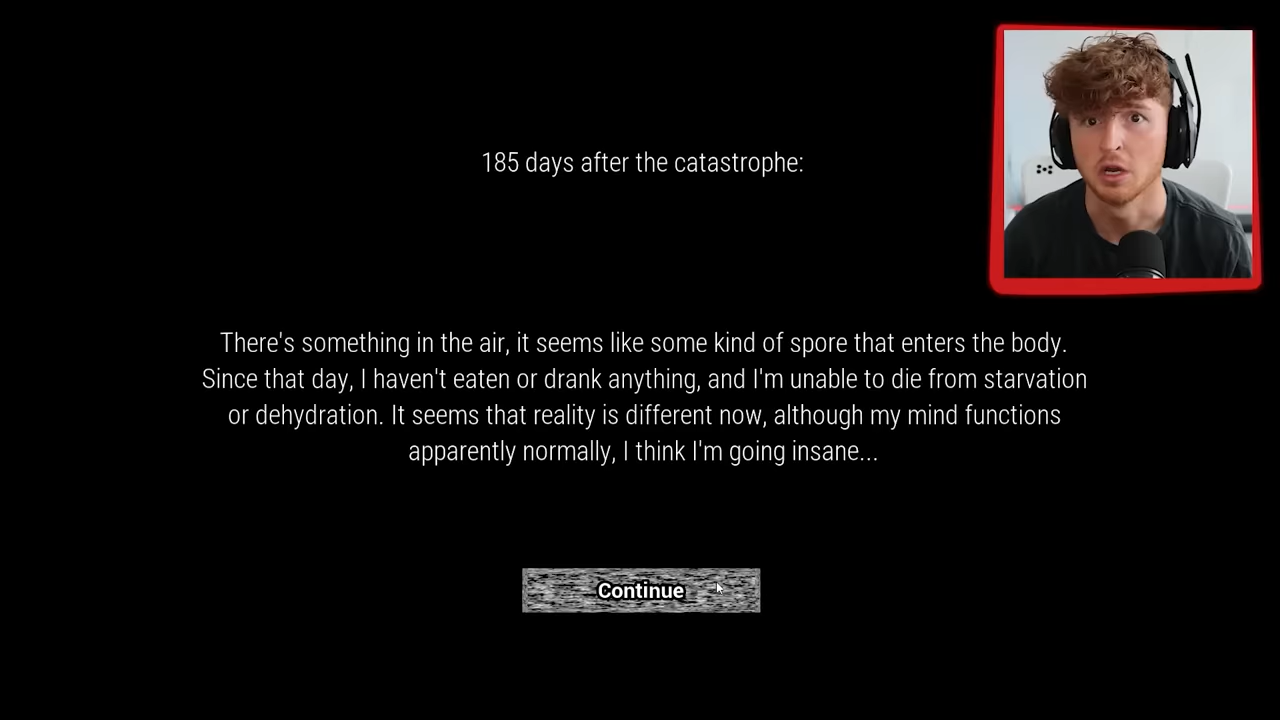 185 days after the catastrophe:
There's something in the air, it seems like some kind of spore that enters the body.
Since that day, I haven't eaten or drank anything, and I'm unable to die from starvation
or dehydration. It seems that reality is different now, although my mind functions
apparently normally, I think I'm going insane...
Continue